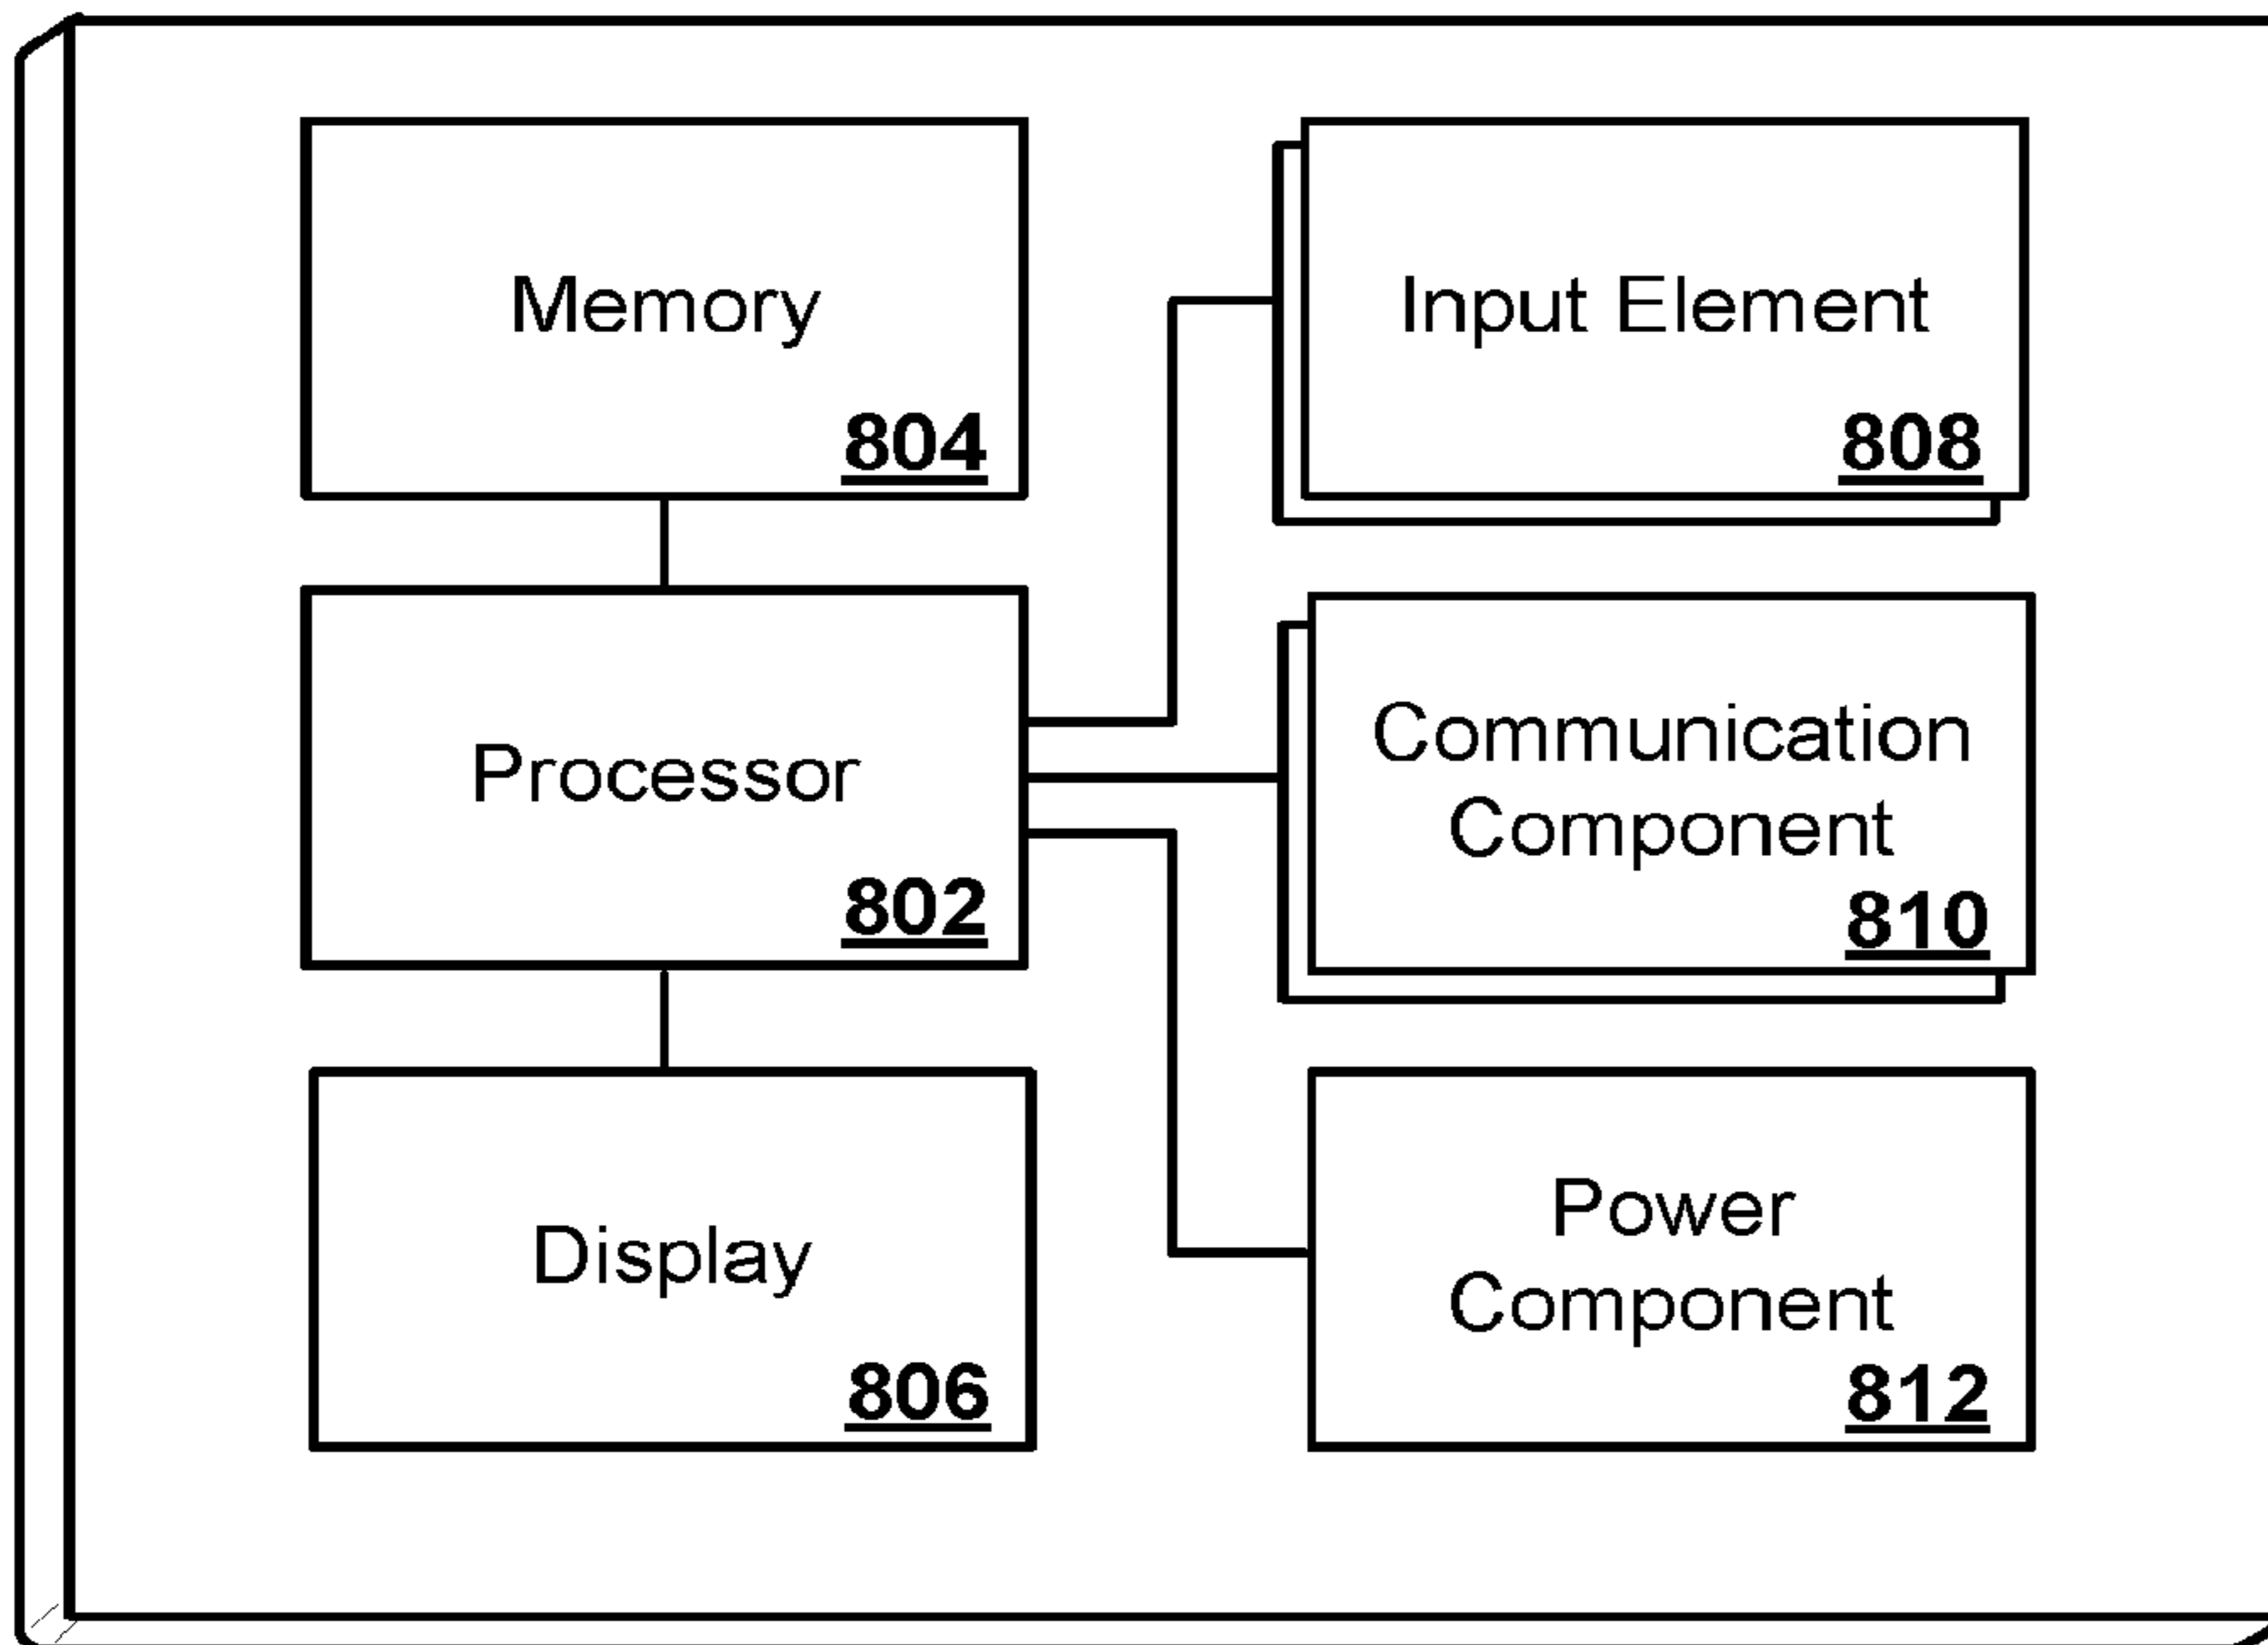 Memory
804
Input Element
808
Processor
802
Communication
Component
810
Display
806
Power
Component
812